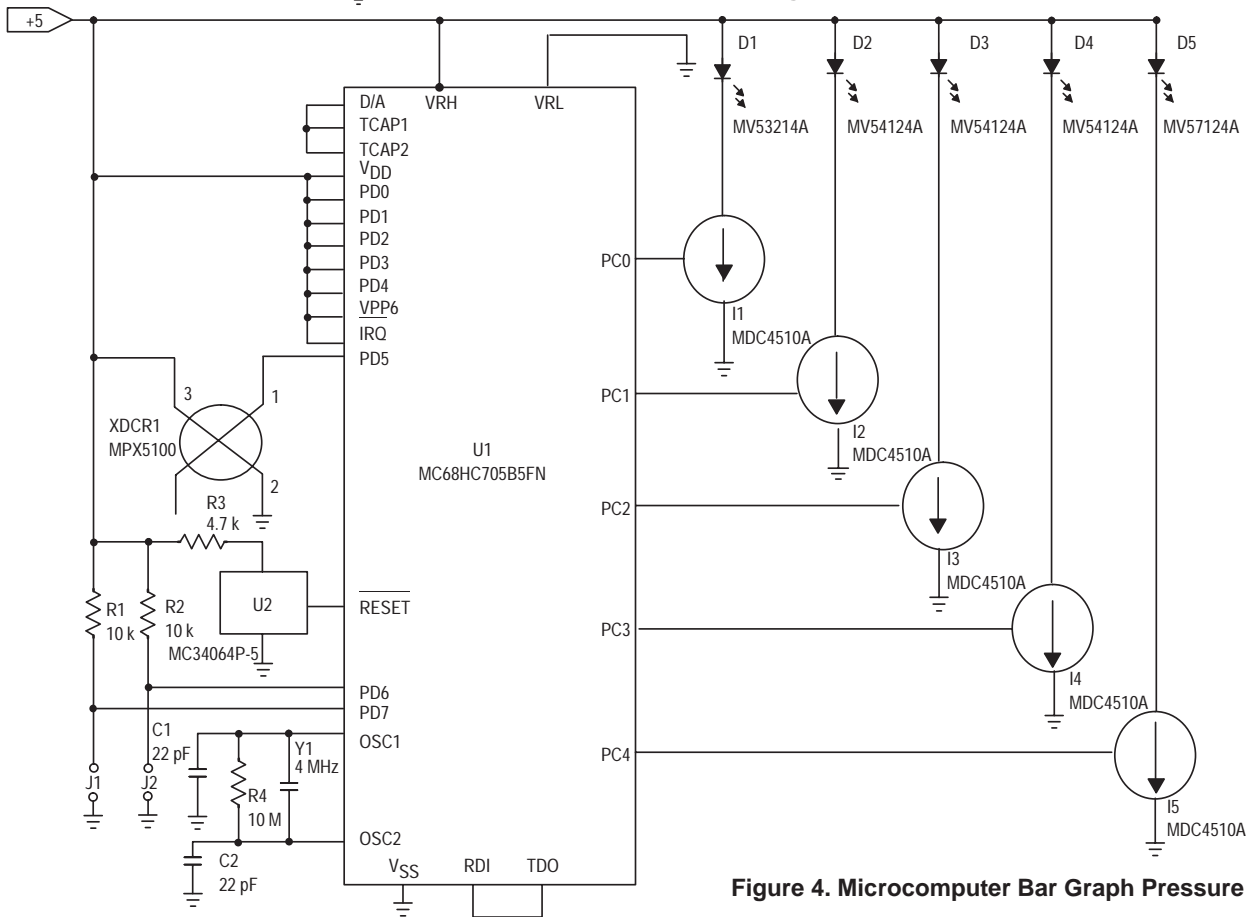 +5
D1
D2
D3
D4
D5
MV53214A
MV54124A
MV54124A
MV54124A
MV57124A
D/A
TCAP1
TCAP2
VDD
PD0
PD1
PD2
PD3
PD4
VPP6
IRQ
PD5
VRH
VRL
PC0
I1
MDC4510A
PC1
I2
MDC4510A
PC2
I3
MDC4510A
PC3
I4
MDC4510A
PC4
I5
MDC4510A
U1
MC68HC705B5FN
XDCR1
MPX5100
3
1
2
R3
4.7 k
R1
10 k
R2
10 k
U2
MC34064P-5
RESET
PD6
PD7
OSC1
OSC2
C1
22 pF
Y1
4 MHz
R4
10 M
J1
J2
C2
22 pF
VSS
RDI
TDO
Figure 4. Microcomputer Bar Graph Pressure